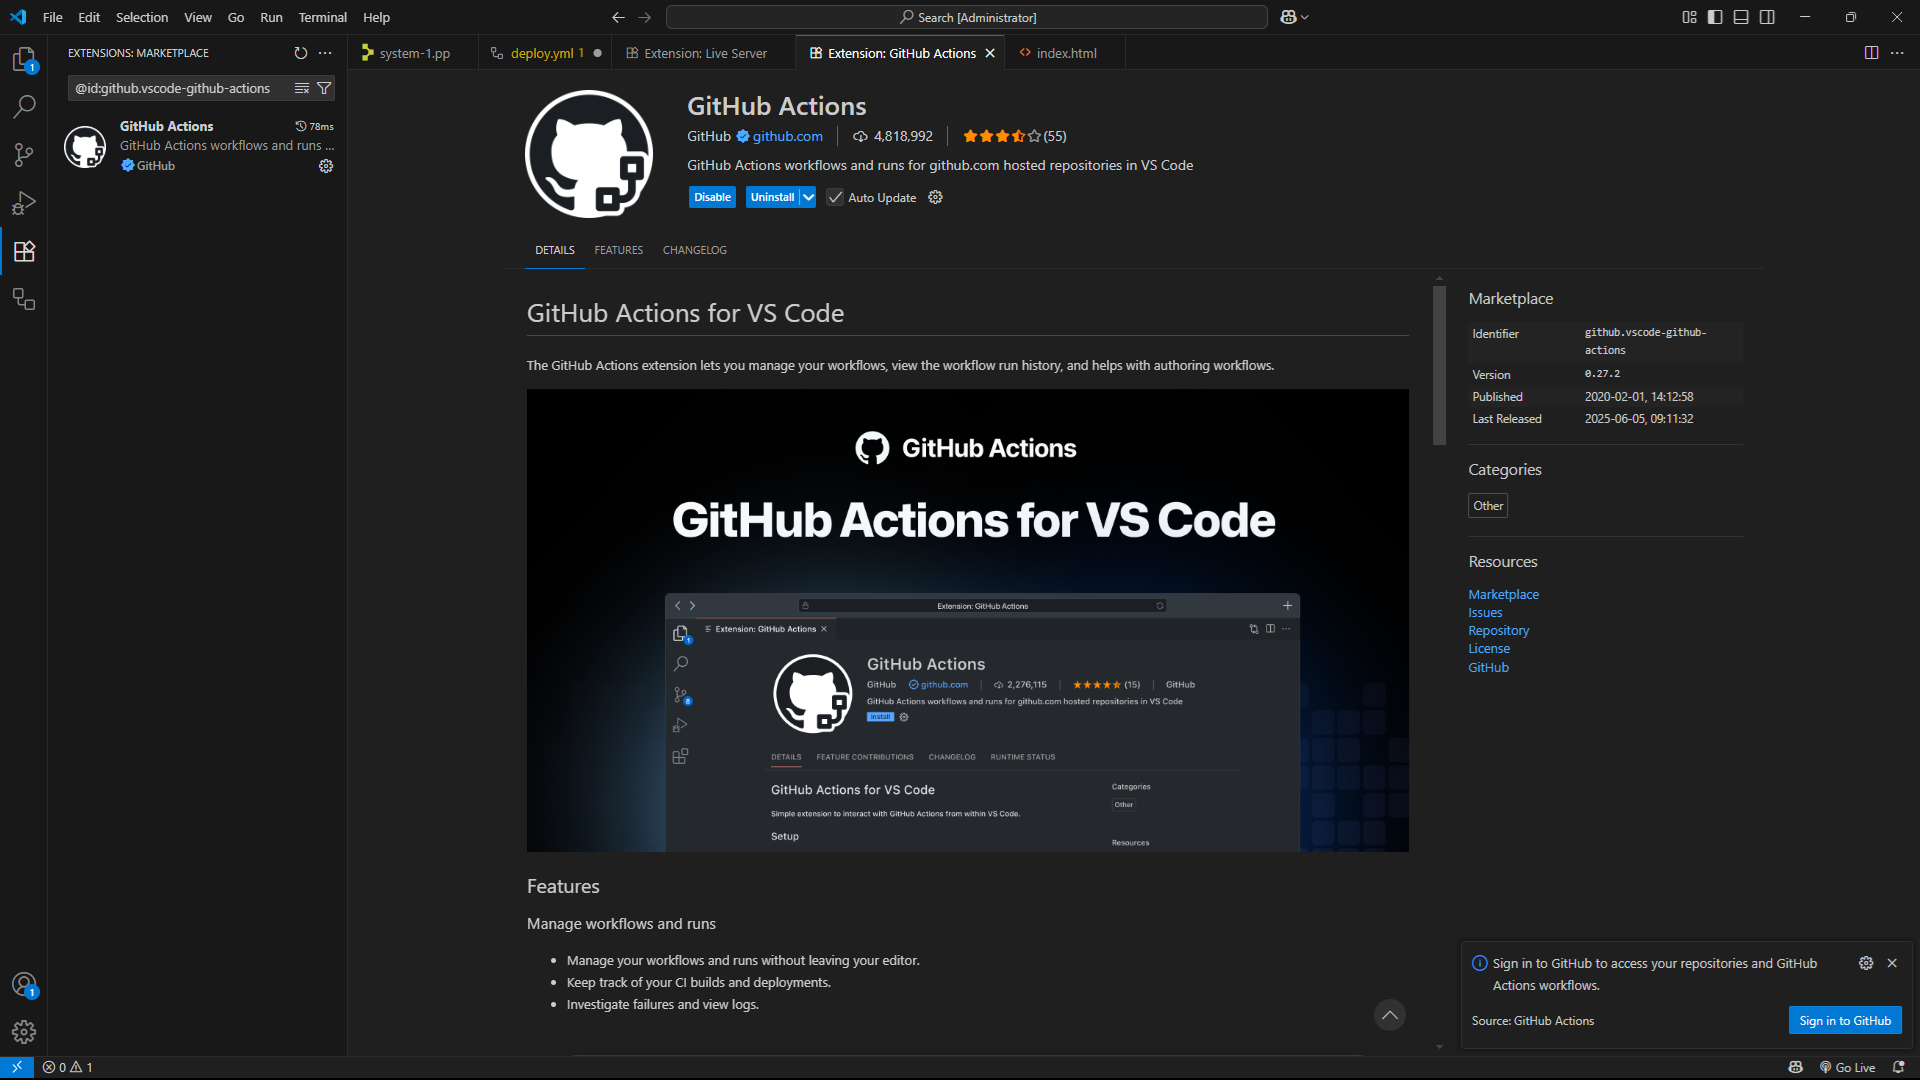 File Edit Selection View Go Run Terminal Help
Search [Administrator]
EXTENSIONS: MARKETPLACE
@id:github.vscode-github-actions
GitHub Actions 78ms
GitHub Actions workflows and runs ...
GitHub
system-1.pp
deploy.yml 1
Extension: Live Server
Extension: GitHub Actions
index.html
GitHub Actions
GitHub github.com 4,818,992 (55)
GitHub Actions workflows and runs for github.com hosted repositories in VS Code
Disable Uninstall Auto Update
DETAILS FEATURES CHANGELOG
GitHub Actions for VS Code
The GitHub Actions extension lets you manage your workflows, view the workflow run history, and helps with authoring workflows.
GitHub Actions
GitHub Actions for VS Code
Extension: GitHub Actions
Extension: GitHub Actions
1
GitHub Actions
GitHub github.com 2,276,115 (15) GitHub
GitHub Actions workflows and runs for github.com hosted repositories in VS Code
Install
DETAILS FEATURE CONTRIBUTIONS CHANGELOG RUNTIME STATUS
GitHub Actions for VS Code
Simple extension to interact with GitHub Actions from within VS Code.
Setup
Categories
Other
Resources
Features
Manage workflows and runs
• Manage your workflows and runs without leaving your editor.
• Keep track of your CI builds and deployments.
• Investigate failures and view logs.
Marketplace
Identifier github.vscode-github-
actions
Version 0.27.2
Published 2020-02-01, 14:12:58
Last Released 2025-06-05, 09:11:32
Categories
Other
Resources
Marketplace
Issues
Repository
License
GitHub
Sign in to GitHub to access your repositories and GitHub
Actions workflows.
Source: GitHub Actions
Sign in to GitHub
1
1
0 1
Go Live